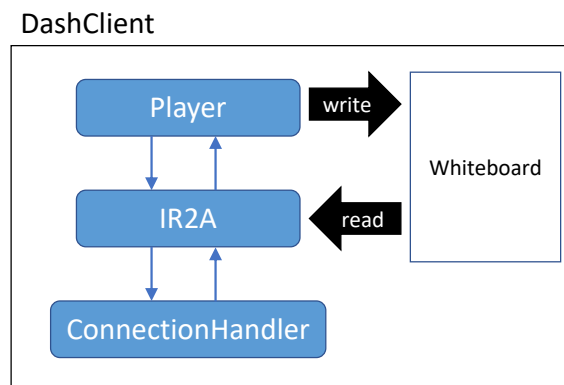 DashClient
Player
write
Whiteboard
IR2A
read
ConnectionHandler